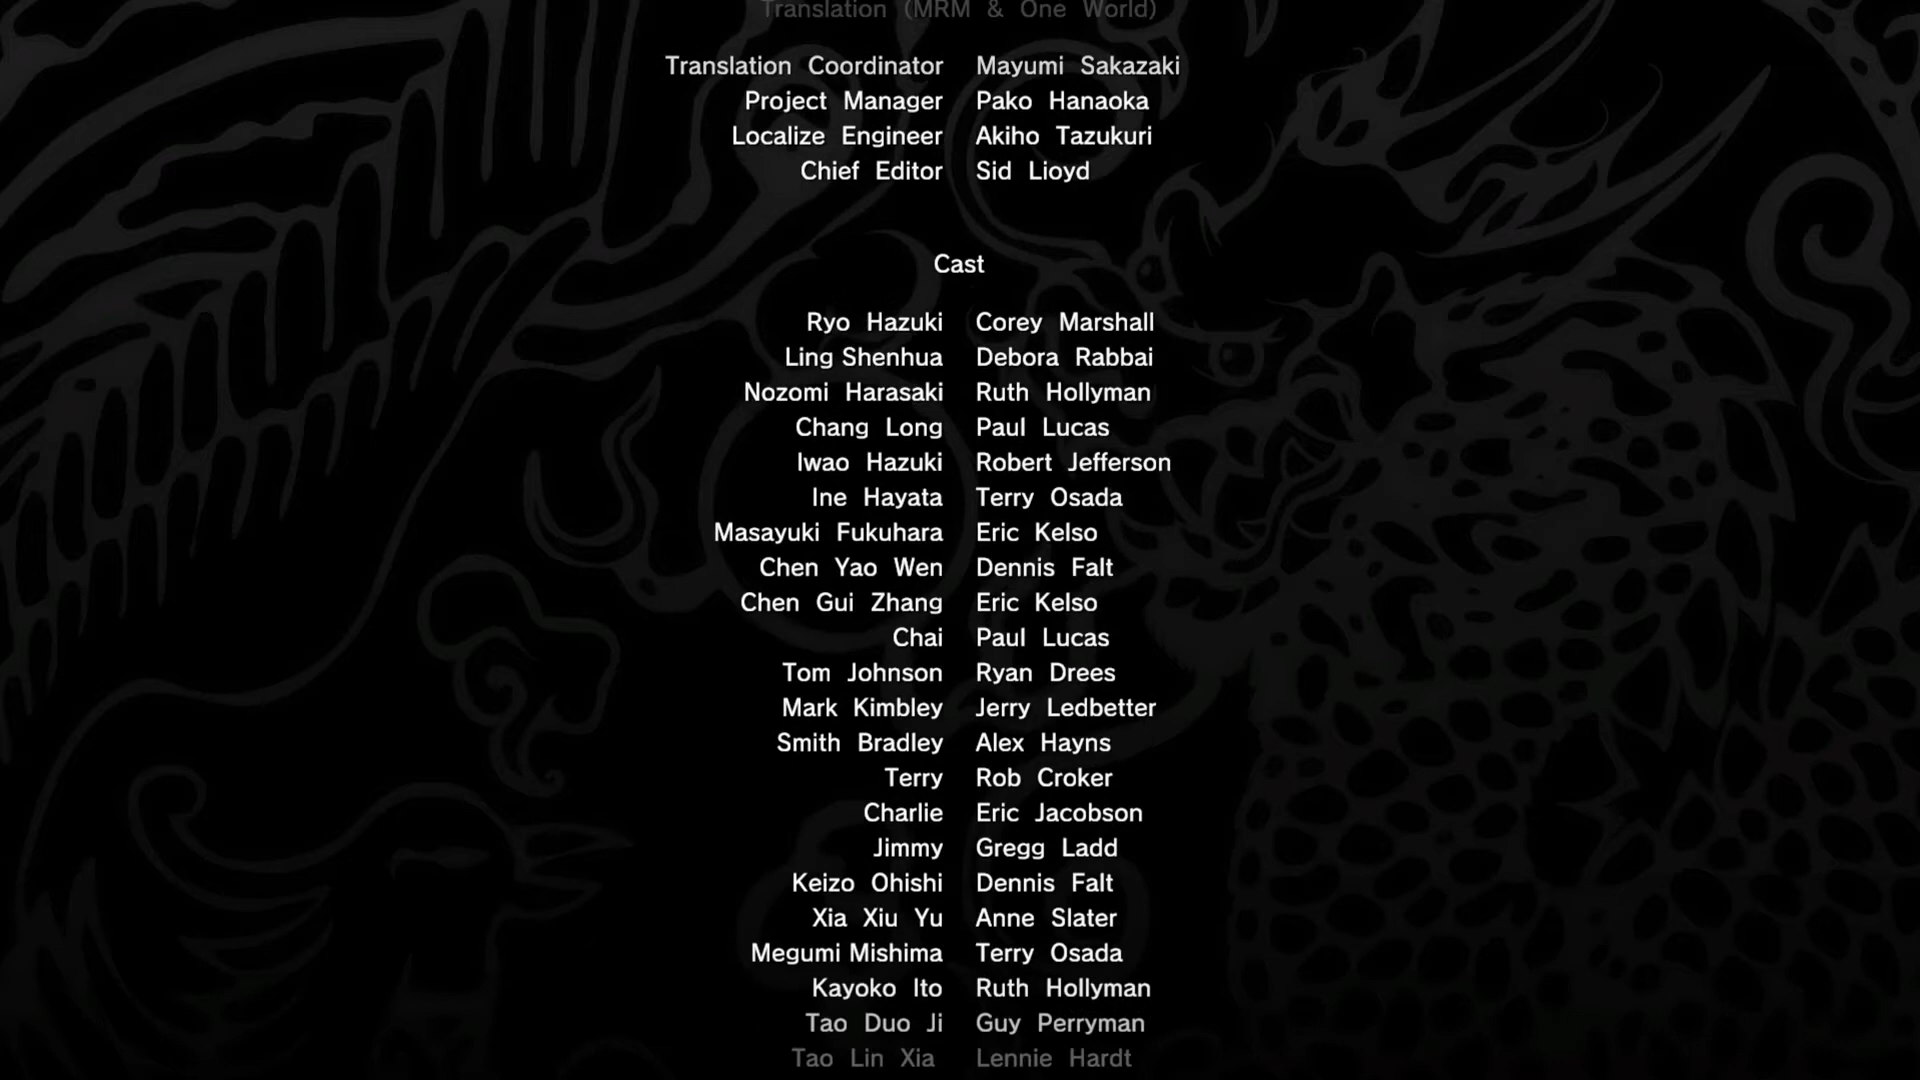 Translation (MRM & One World)
Translation Coordinator Mayumi Sakazaki
Project Manager Pako Hanaoka
Localize Engineer Akiho Tazukuri
Chief Editor Sid Lioyd
Cast
Ryo Hazuki Corey Marshall
Ling Shenhua Debora Rabbai
Nozomi Harasaki Ruth Hollyman
Chang Long Paul Lucas
Iwao Hazuki Robert Jefferson
Ine Hayata Terry Osada
Masayuki Fukuhara Eric Kelso
Chen Yao Wen Dennis Falt
Chen Gui Zhang Eric Kelso
Chai Paul Lucas
Tom Johnson Ryan Drees
Mark Kimbley Jerry Ledbetter
Smith Bradley Alex Hayns
Terry Rob Croker
Charlie Eric Jacobson
Jimmy Gregg Ladd
Keizo Ohishi Dennis Falt
Xia Xiu Yu Anne Slater
Megumi Mishima Terry Osada
Kayoko Ito Ruth Hollyman
Tao Duo Ji Guy Perryman
Tao Lin Xia Lennie Hardt